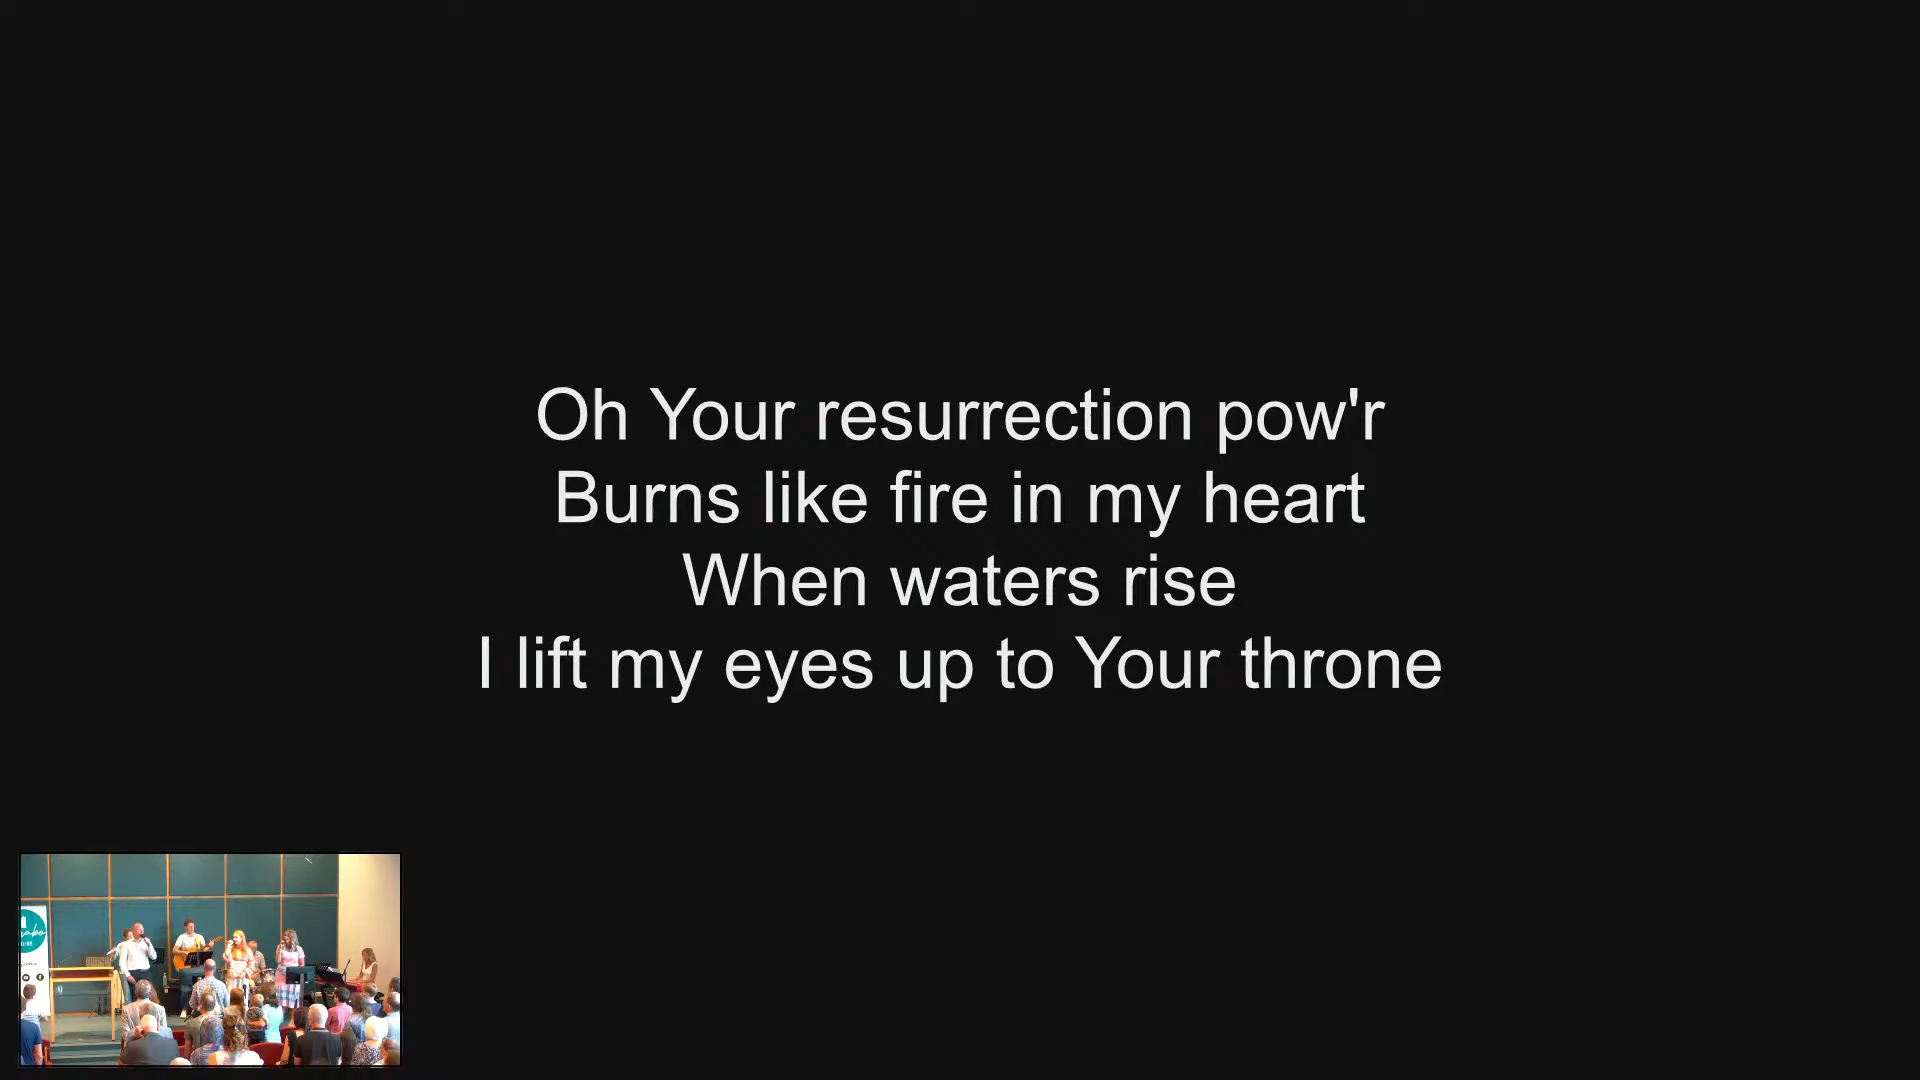 Oh Your resurrection pow'r
Burns like fire in my heart
When waters rise
I lift my eyes up to Your throne